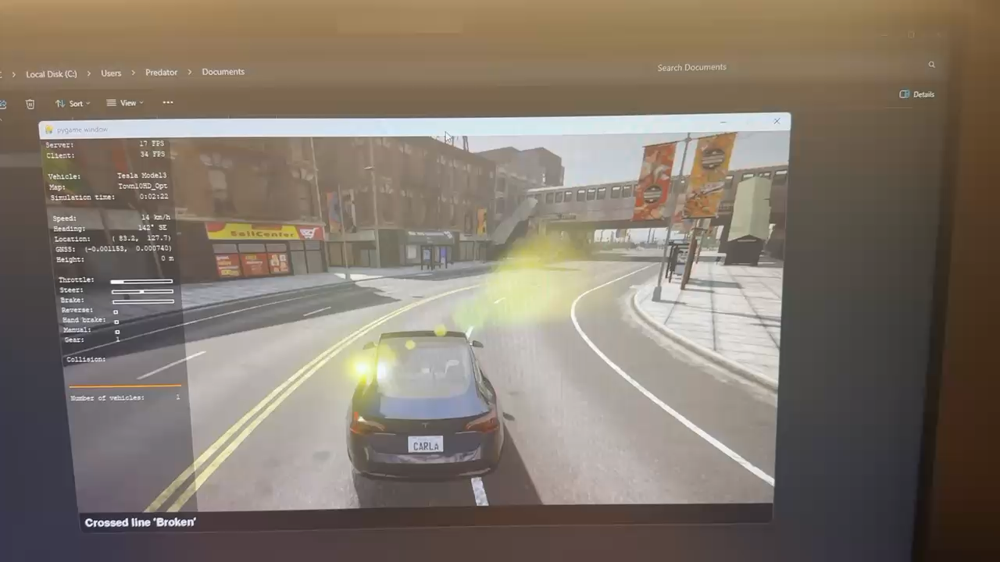 Local Disk (C:) > Users > Predator > Documents
Search Documents
Sort
View
Details
pygame window
Server: 17 FPS
Client: 34 FPS
Vehicle: Tesla Model3
Map: Town10HD_Opt
Simulation time: 0:02:22
Speed: 14 km/h
Heading: 142° SE
Location: ( 83.2, 127.7)
GNSS: (-0.001153, 0.000740)
Height: 0 m
Throttle:
Steer:
Brake:
Reverse:
Hand brake:
Manual:
Gear: 1
Collision:
Number of vehicles: 1
BailCenter
CARLA
Crossed line 'Broken'